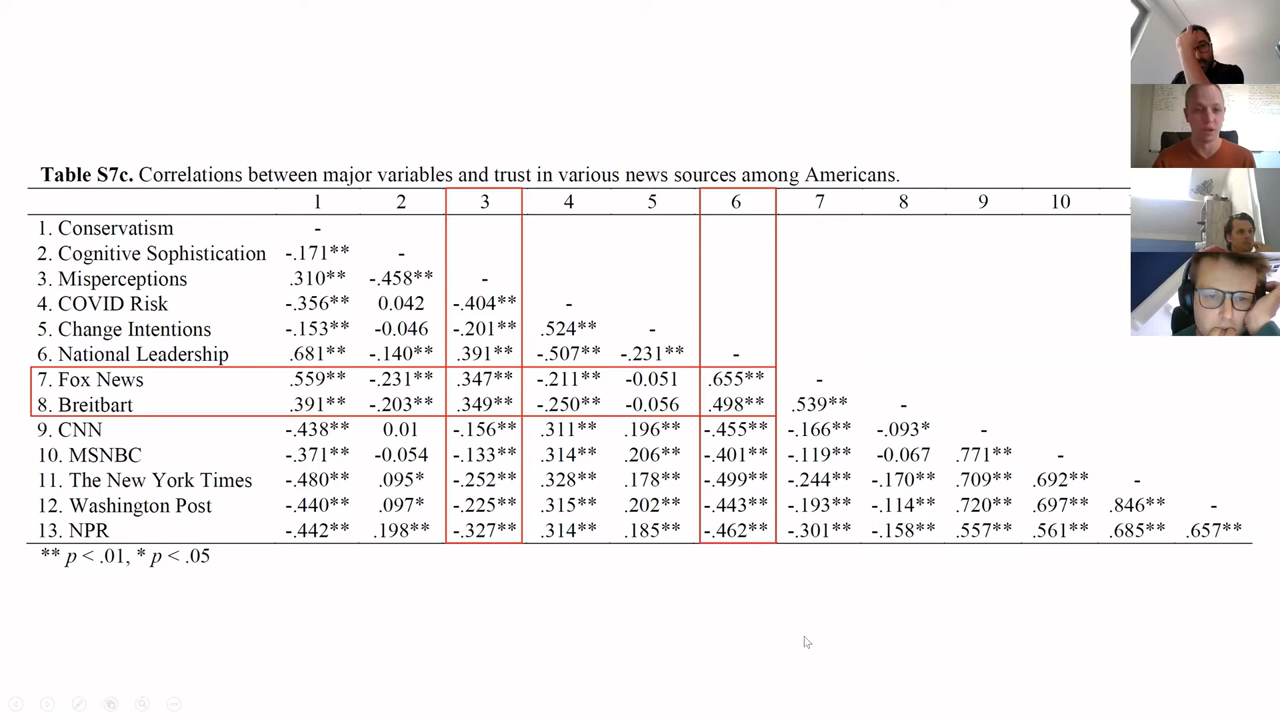 Table S7c. Correlations between major variables and trust in various news sources among Americans.
1 2 3 4 5 6 7 8 9 10
1. Conservatism -
2. Cognitive Sophistication -.171** -
3. Misperceptions .310** -.458** -
4. COVID Risk -.356** 0.042 -.404** -
5. Change Intentions -.153** -0.046 -.201** .524** -
6. National Leadership .681** -.140** .391** -.507** -.231** -
7. Fox News .559** -.231** .347** -.211** -0.051 .655** -
8. Breitbart .391** -.203** .349** -.250** -0.056 .498** .539** -
9. CNN -.438** 0.01 -.156** .311** .196** -.455** -.166** -.093* -
10. MSNBC -.371** -0.054 -.133** .314** .206** -.401** -.119** -0.067 .771** -
11. The New York Times -.480** .095* -.252** .328** .178** -.499** -.244** -.170** .709** .692** -
12. Washington Post -.440** .097* -.225** .315** .202** -.443** -.193** -.114** .720** .697** .846** -
13. NPR -.442** .198** -.327** .314** .185** -.462** -.301** -.158** .557** .561** .685** .657**
** p < .01, * p < .05